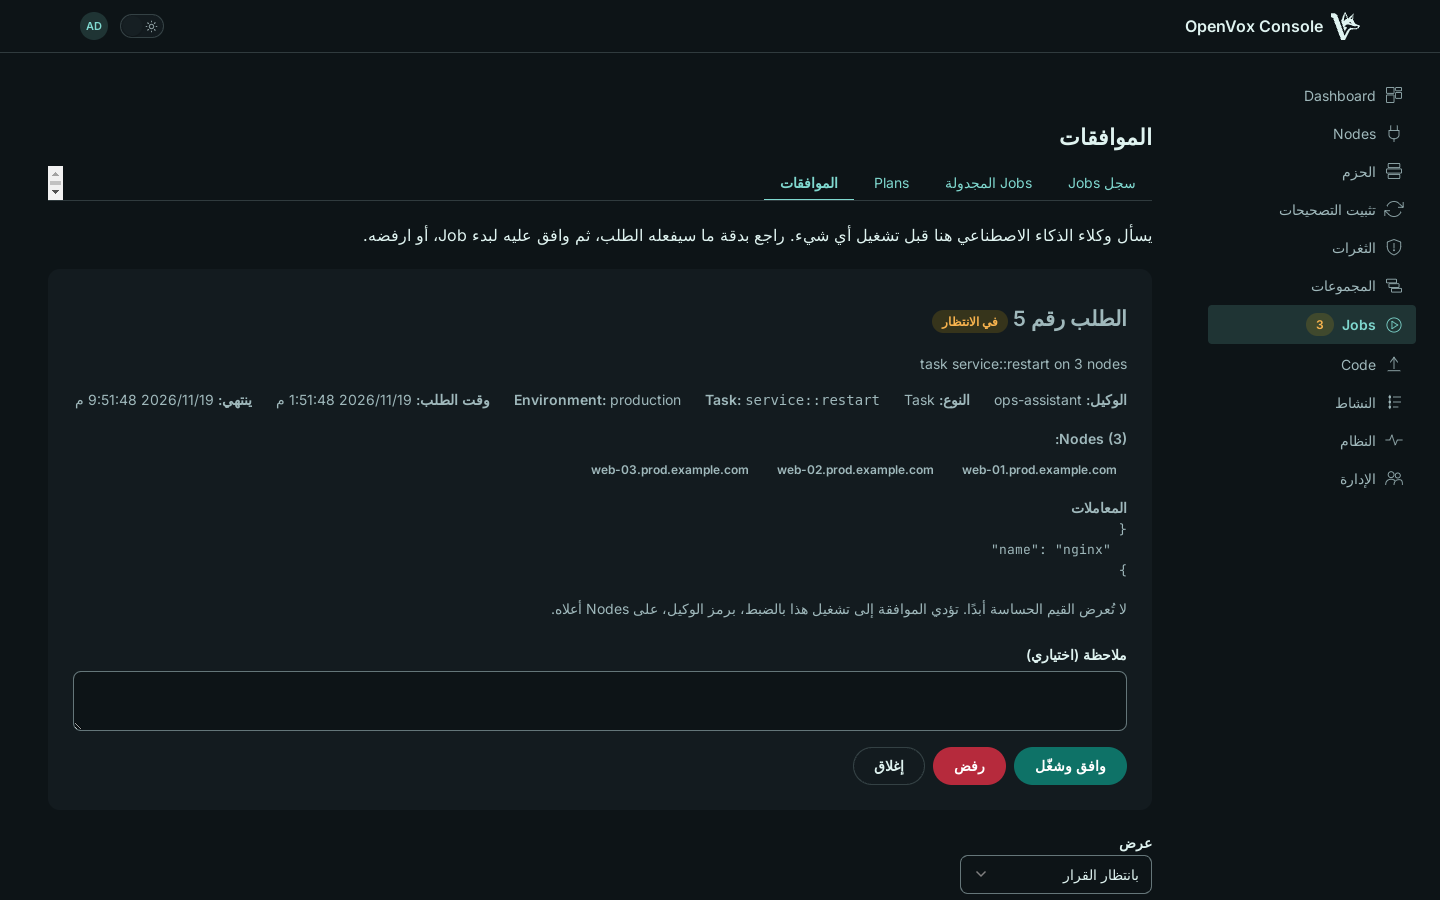 OpenVox Console
AD
Dashboard
Nodes
الحزم
تثبيت التصحيحات
الثغرات
المجموعات
Jobs 3
Code
النشاط
النظام
الإدارة
الموافقات
سجل Jobs
Jobs المجدولة
Plans
الموافقات
يسأل وكلاء الذكاء الاصطناعي هنا قبل تشغيل أي شيء. راجع بدقة ما سيفعله الطلب، ثم وافق عليه لبدء Job، أو ارفضه.
الطلب رقم 5 في الانتظار
task service::restart on 3 nodes
الوكيل: ops-assistant النوع: Task Task: service::restart Environment: production وقت الطلب: 2026/11/19 1:51:48 م ينتهي: 2026/11/19 9:51:48 م
Nodes (3):
web-01.prod.example.com web-02.prod.example.com web-03.prod.example.com
المعاملات
{
"name": "nginx"
}
لا تُعرض القيم الحساسة أبدًا. تؤدي الموافقة إلى تشغيل هذا بالضبط، برمز الوكيل، على Nodes أعلاه.
ملاحظة (اختياري)
وافق وشغّل رفض إغلاق
عرض
بانتظار القرار